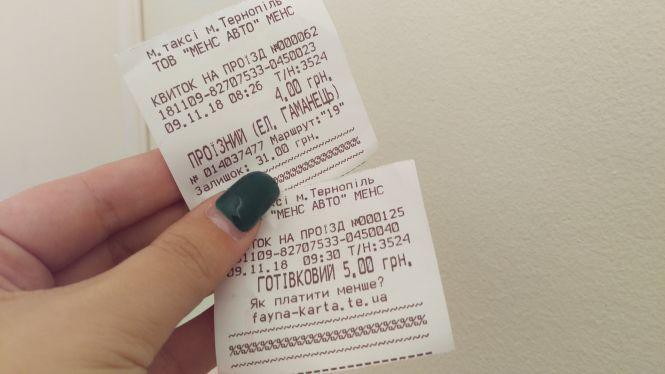 м.таксі м.Тернопіль
ТОВ "МЕНС АВТО" МЕНС
КВИТОК НА ПРОЇЗД №000062
181109-82707533-0450023
09.11.18 08:26 Т/Н:3524
4,00 грн.
ПРОЇЗНИЙ (ЕЛ. ГАМАНЕЦЬ)
№ 014037477 Маршрут:"19"
Залишок: 31.00 грн.
м.Тернопіль
"МЕНС АВТО" МЕНС
НА ПРОЇЗД №000125
181109-82707533-0450040
09.11.18 09:30 Т/Н:3524
ГОТІВКОВИЙ 5,00 грн.
Як платити менше?
fayna-karta.te.ua